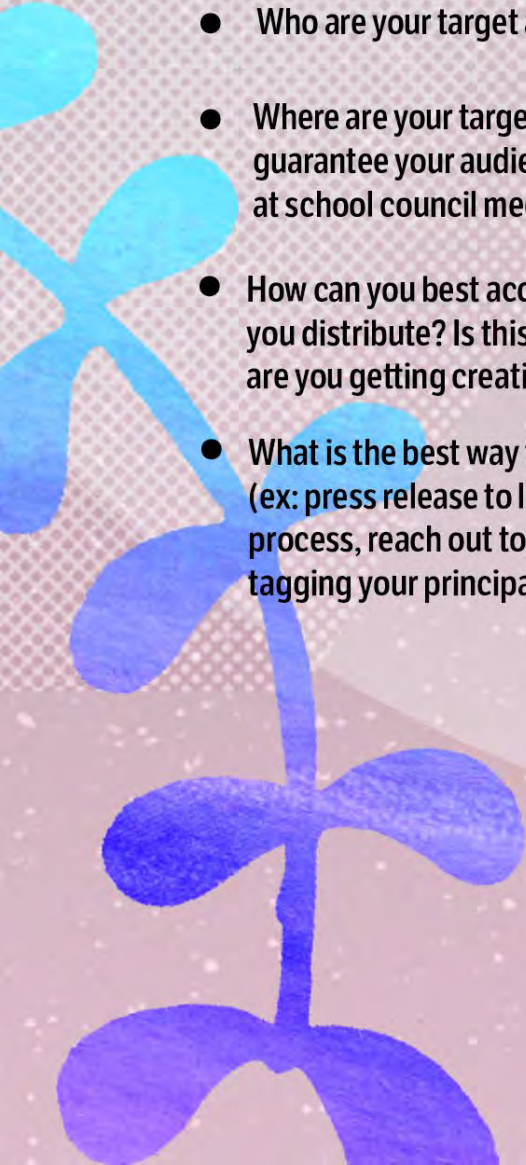 • Who are your target
• Where are your targe
guarantee your audie
at school council me
• How can you best acc
you distribute? Is this
are you getting creati
• What is the best way
(ex: press release to l
process, reach out to
tagging your principa